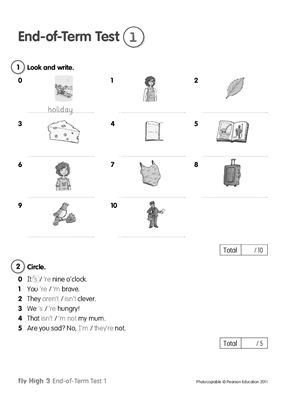 End-of-Term Test 1
1 Look and write.
0 1 2
holiday
3 4 5
6 7 8
9 10
Total / 10
2 Circle.
0 It's / 're nine o'clock.
1 You 're / 'm brave.
2 They aren't / isn't clever.
3 We 's / 're hungry!
4 That isn't / 'm not my mum.
5 Are you sad? No, I'm / they're not.
Total / 5
Fly High 2 End-of-Term Test 1
Photocopiable © Pearson Education 2011